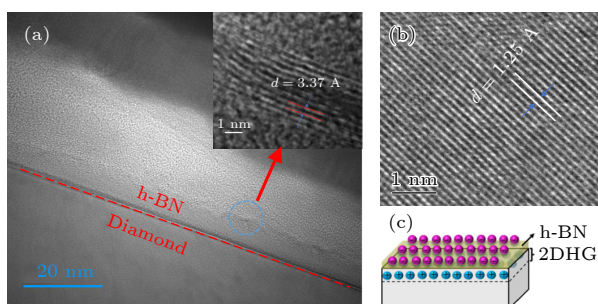 (a)
d = 3.37 Å
1 nm
h-BN
Diamond
20 nm
(b)
d = 1.25 Å
1 nm
(c)
h-BN
2DHG